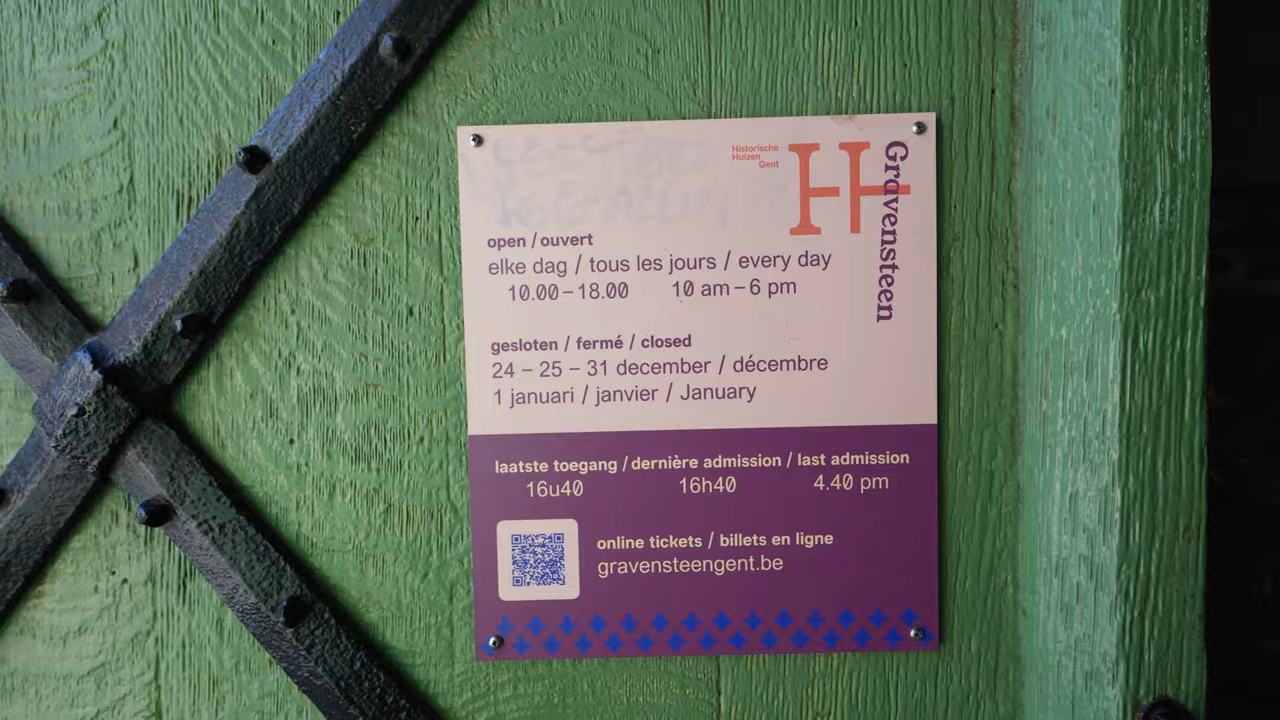 Historische
Huizen
Gent
H
Gravensteen
open / ouvert
elke dag / tous les jours / every day
10.00 – 18.00 10 am – 6 pm
gesloten / fermé / closed
24 – 25 – 31 december / décembre
1 januari / janvier / January
laatste toegang / dernière admission / last admission
16u40 16h40 4.40 pm
online tickets / billets en ligne
gravensteengent.be